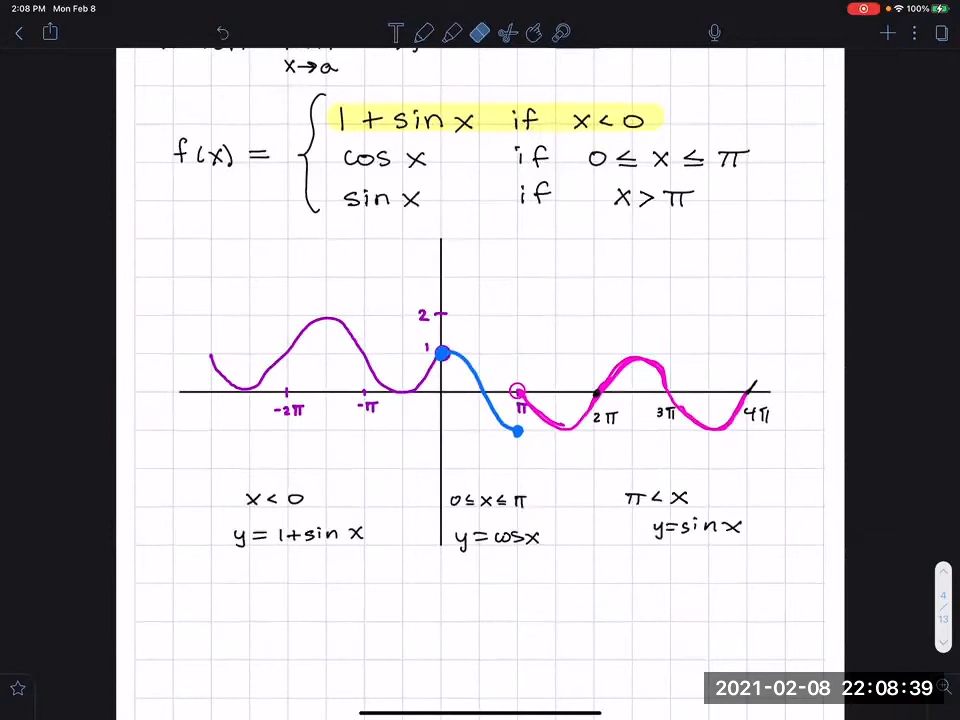 2:08 PM Mon Feb 8
100%
x→a
f(x) = { 1 + sin x if x < 0
cos x if 0 ≤ x ≤ π
sin x if x > π
2
1
-2π -π π 2π 3π 4π
x < 0 0 ≤ x ≤ π π < x
y = 1+sin x y = cosx y=sin x
4
/
13
2021-02-08 22:08:39